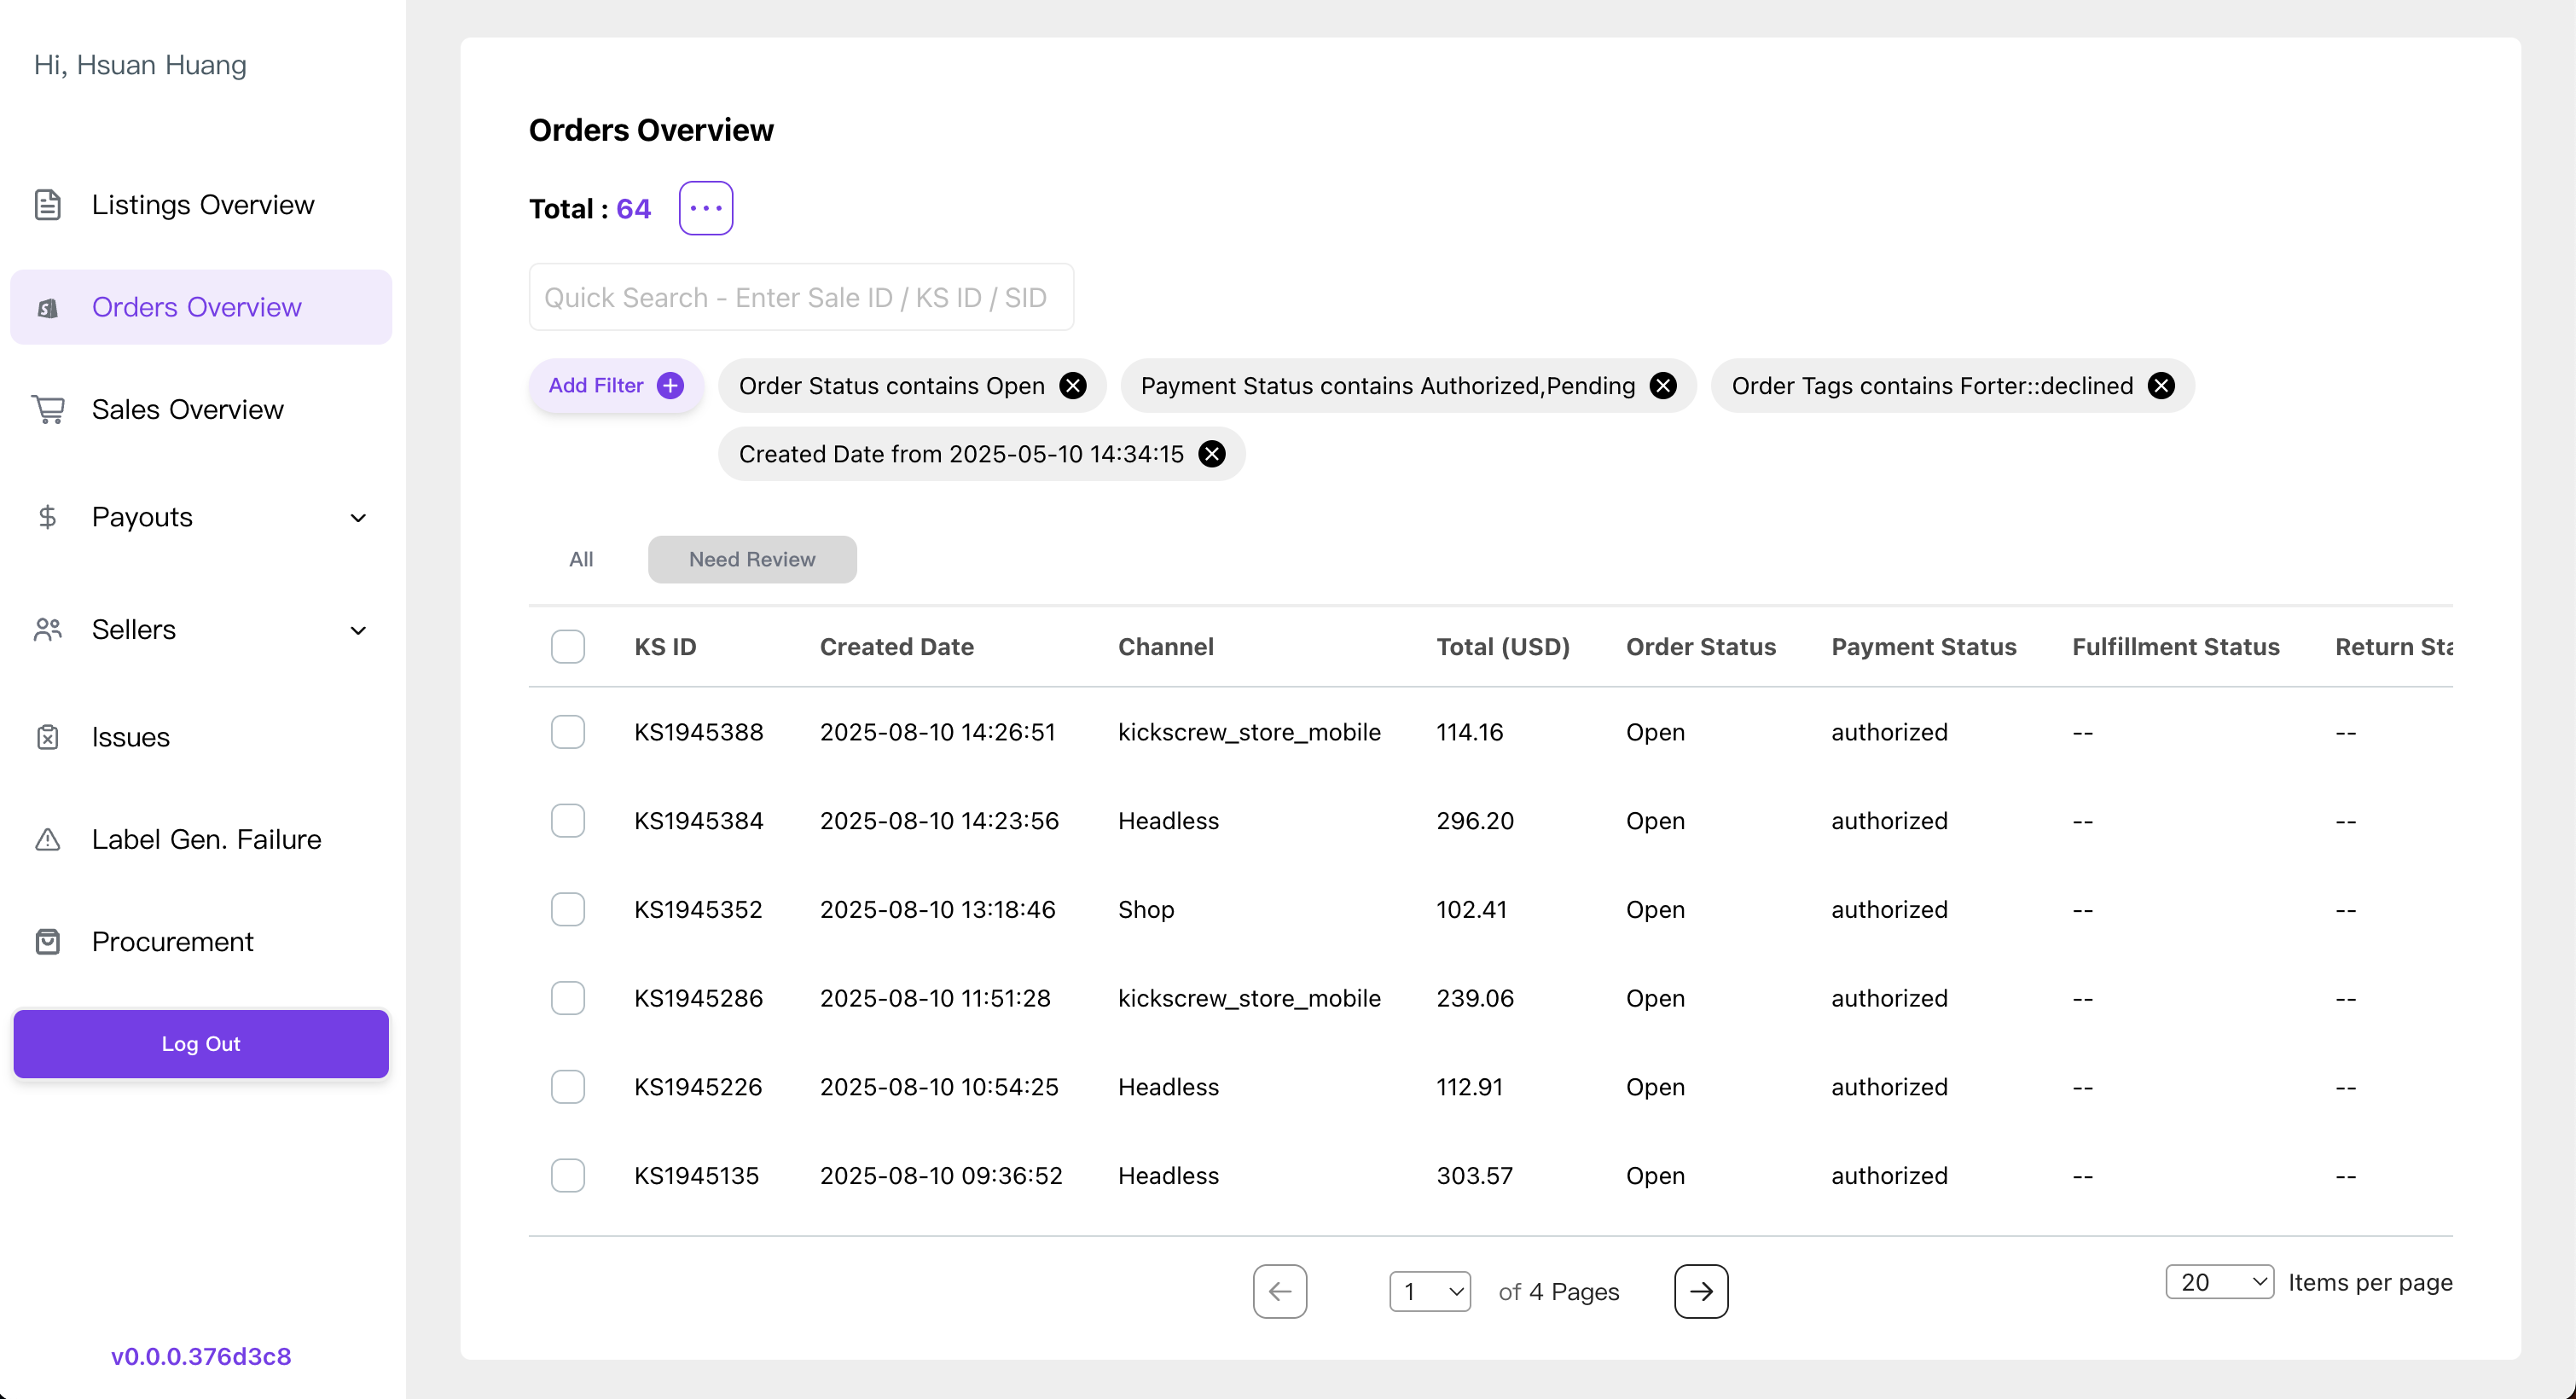 Hi, Hsuan Huang
Listings Overview
Orders Overview
Sales Overview
Payouts
Sellers
Issues
Label Gen. Failure
Procurement
Log Out
v0.0.0.376d3c8
Orders Overview
Total : 64
Quick Search - Enter Sale ID / KS ID / SID
Add Filter Order Status contains Open Payment Status contains Authorized,Pending Order Tags contains Forter::declined
Created Date from 2025-05-10 14:34:15
All Need Review
KS ID Created Date Channel Total (USD) Order Status Payment Status Fulfillment Status Return Sta
KS1945388 2025-08-10 14:26:51 kickscrew_store_mobile 114.16 Open authorized -- --
KS1945384 2025-08-10 14:23:56 Headless 296.20 Open authorized -- --
KS1945352 2025-08-10 13:18:46 Shop 102.41 Open authorized -- --
KS1945286 2025-08-10 11:51:28 kickscrew_store_mobile 239.06 Open authorized -- --
KS1945226 2025-08-10 10:54:25 Headless 112.91 Open authorized -- --
KS1945135 2025-08-10 09:36:52 Headless 303.57 Open authorized -- --
1 of 4 Pages
20 Items per page